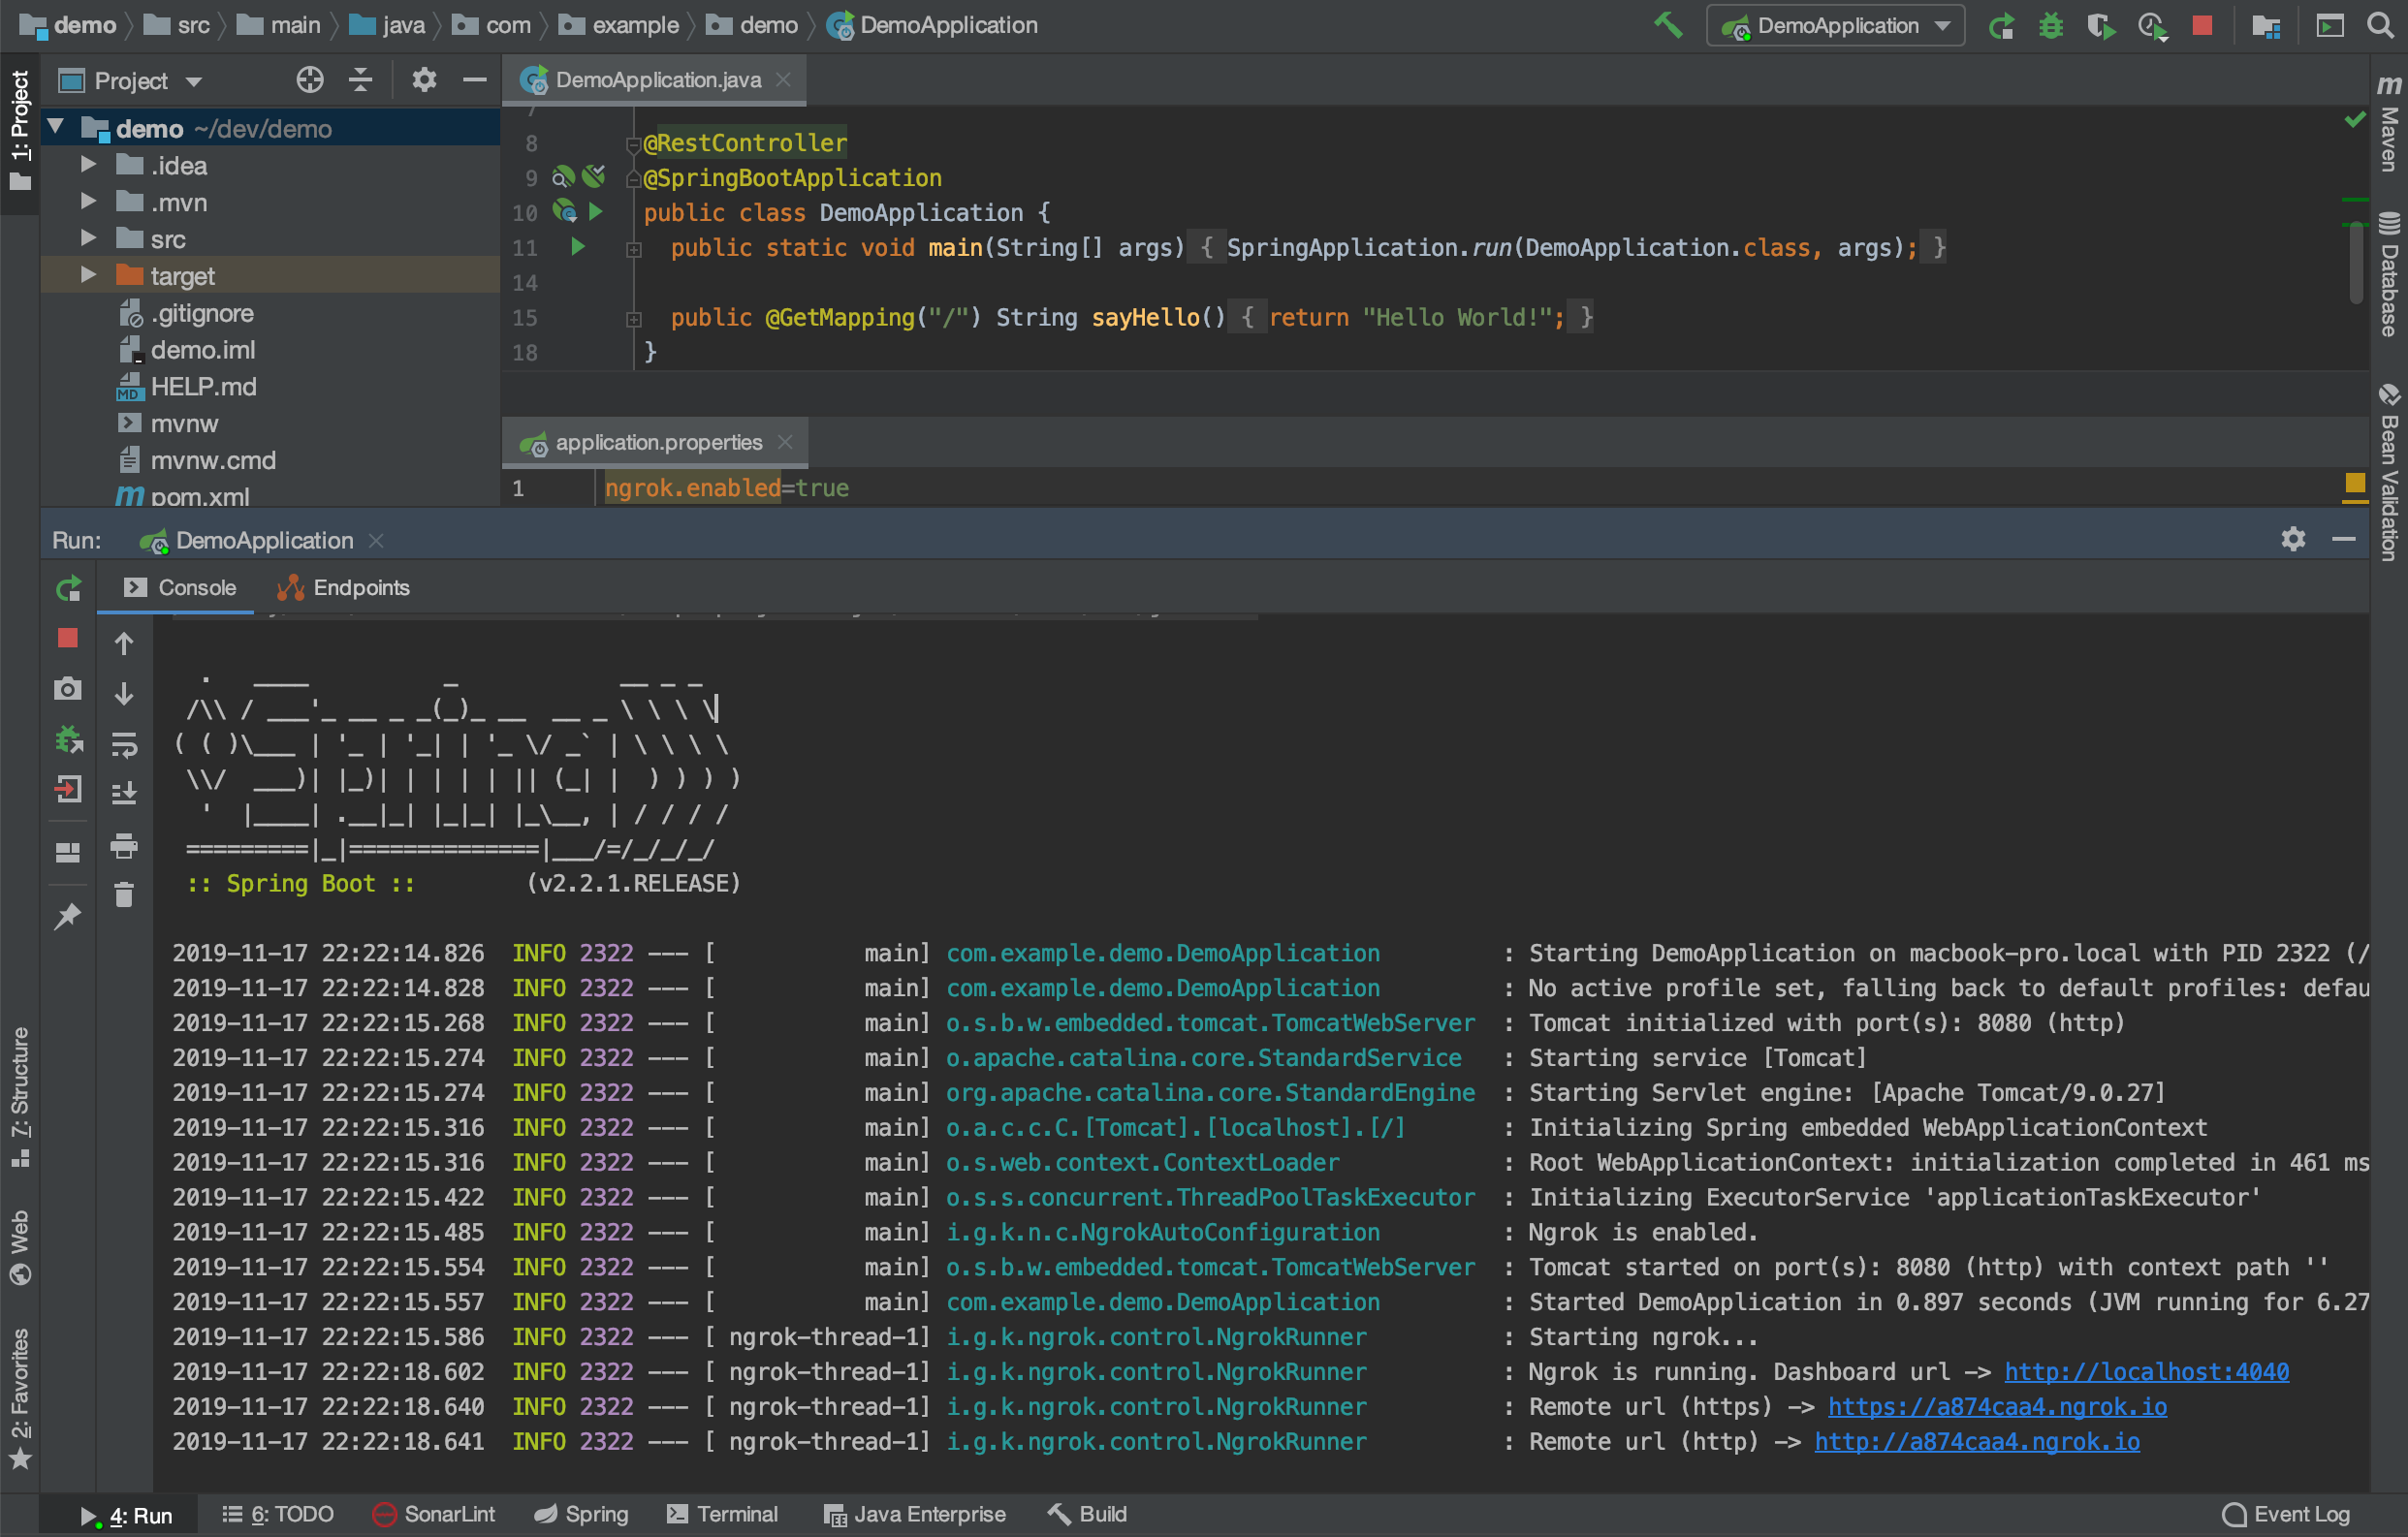 demo src main java com example demo DemoApplication
DemoApplication
1: Project
Project
DemoApplication.java
demo ~/dev/demo
.idea
.mvn
src
target
.gitignore
demo.iml
HELP.md
mvnw
mvnw.cmd
pom.xml
7
8 @RestController
9 @SpringBootApplication
10 public class DemoApplication {
11 public static void main(String[] args) { SpringApplication.run(DemoApplication.class, args); }
14
15 public @GetMapping("/") String sayHello() { return "Hello World!"; }
18 }
application.properties
1 ngrok.enabled=true
Maven
Database
Bean Validation
Run: DemoApplication
Console Endpoints
  .   ____          _            __ _ _
 /\\ / ___'_ __ _ _(_)_ __  __ _ \ \ \ \
( ( )\___ | '_ | '_| | '_ \/ _` | \ \ \ \
 \\/  ___)| |_)| | | | | || (_| |  ) ) ) )
  '  |____| .__|_| |_|_| |_\__, | / / / /
 =========|_|==============|___/=/_/_/_/
 :: Spring Boot ::        (v2.2.1.RELEASE)
2019-11-17 22:22:14.826  INFO 2322 --- [           main] com.example.demo.DemoApplication         : Starting DemoApplication on macbook-pro.local with PID 2322 (/
2019-11-17 22:22:14.828  INFO 2322 --- [           main] com.example.demo.DemoApplication         : No active profile set, falling back to default profiles: defau
2019-11-17 22:22:15.268  INFO 2322 --- [           main] o.s.b.w.embedded.tomcat.TomcatWebServer  : Tomcat initialized with port(s): 8080 (http)
2019-11-17 22:22:15.274  INFO 2322 --- [           main] o.apache.catalina.core.StandardService   : Starting service [Tomcat]
2019-11-17 22:22:15.274  INFO 2322 --- [           main] org.apache.catalina.core.StandardEngine  : Starting Servlet engine: [Apache Tomcat/9.0.27]
2019-11-17 22:22:15.316  INFO 2322 --- [           main] o.a.c.c.C.[Tomcat].[localhost].[/]       : Initializing Spring embedded WebApplicationContext
2019-11-17 22:22:15.316  INFO 2322 --- [           main] o.s.web.context.ContextLoader            : Root WebApplicationContext: initialization completed in 461 ms
2019-11-17 22:22:15.422  INFO 2322 --- [           main] o.s.s.concurrent.ThreadPoolTaskExecutor  : Initializing ExecutorService 'applicationTaskExecutor'
2019-11-17 22:22:15.485  INFO 2322 --- [           main] i.g.k.n.c.NgrokAutoConfiguration         : Ngrok is enabled.
2019-11-17 22:22:15.554  INFO 2322 --- [           main] o.s.b.w.embedded.tomcat.TomcatWebServer  : Tomcat started on port(s): 8080 (http) with context path ''
2019-11-17 22:22:15.557  INFO 2322 --- [           main] com.example.demo.DemoApplication         : Started DemoApplication in 0.897 seconds (JVM running for 6.27
2019-11-17 22:22:15.586  INFO 2322 --- [ ngrok-thread-1] i.g.k.ngrok.control.NgrokRunner          : Starting ngrok...
2019-11-17 22:22:18.602  INFO 2322 --- [ ngrok-thread-1] i.g.k.ngrok.control.NgrokRunner          : Ngrok is running. Dashboard url -> http://localhost:4040
2019-11-17 22:22:18.640  INFO 2322 --- [ ngrok-thread-1] i.g.k.ngrok.control.NgrokRunner          : Remote url (https) -> https://a874caa4.ngrok.io
2019-11-17 22:22:18.641  INFO 2322 --- [ ngrok-thread-1] i.g.k.ngrok.control.NgrokRunner          : Remote url (http) -> http://a874caa4.ngrok.io
7: Structure
Web
2: Favorites
4: Run 6: TODO SonarLint Spring Terminal Java Enterprise Build Event Log